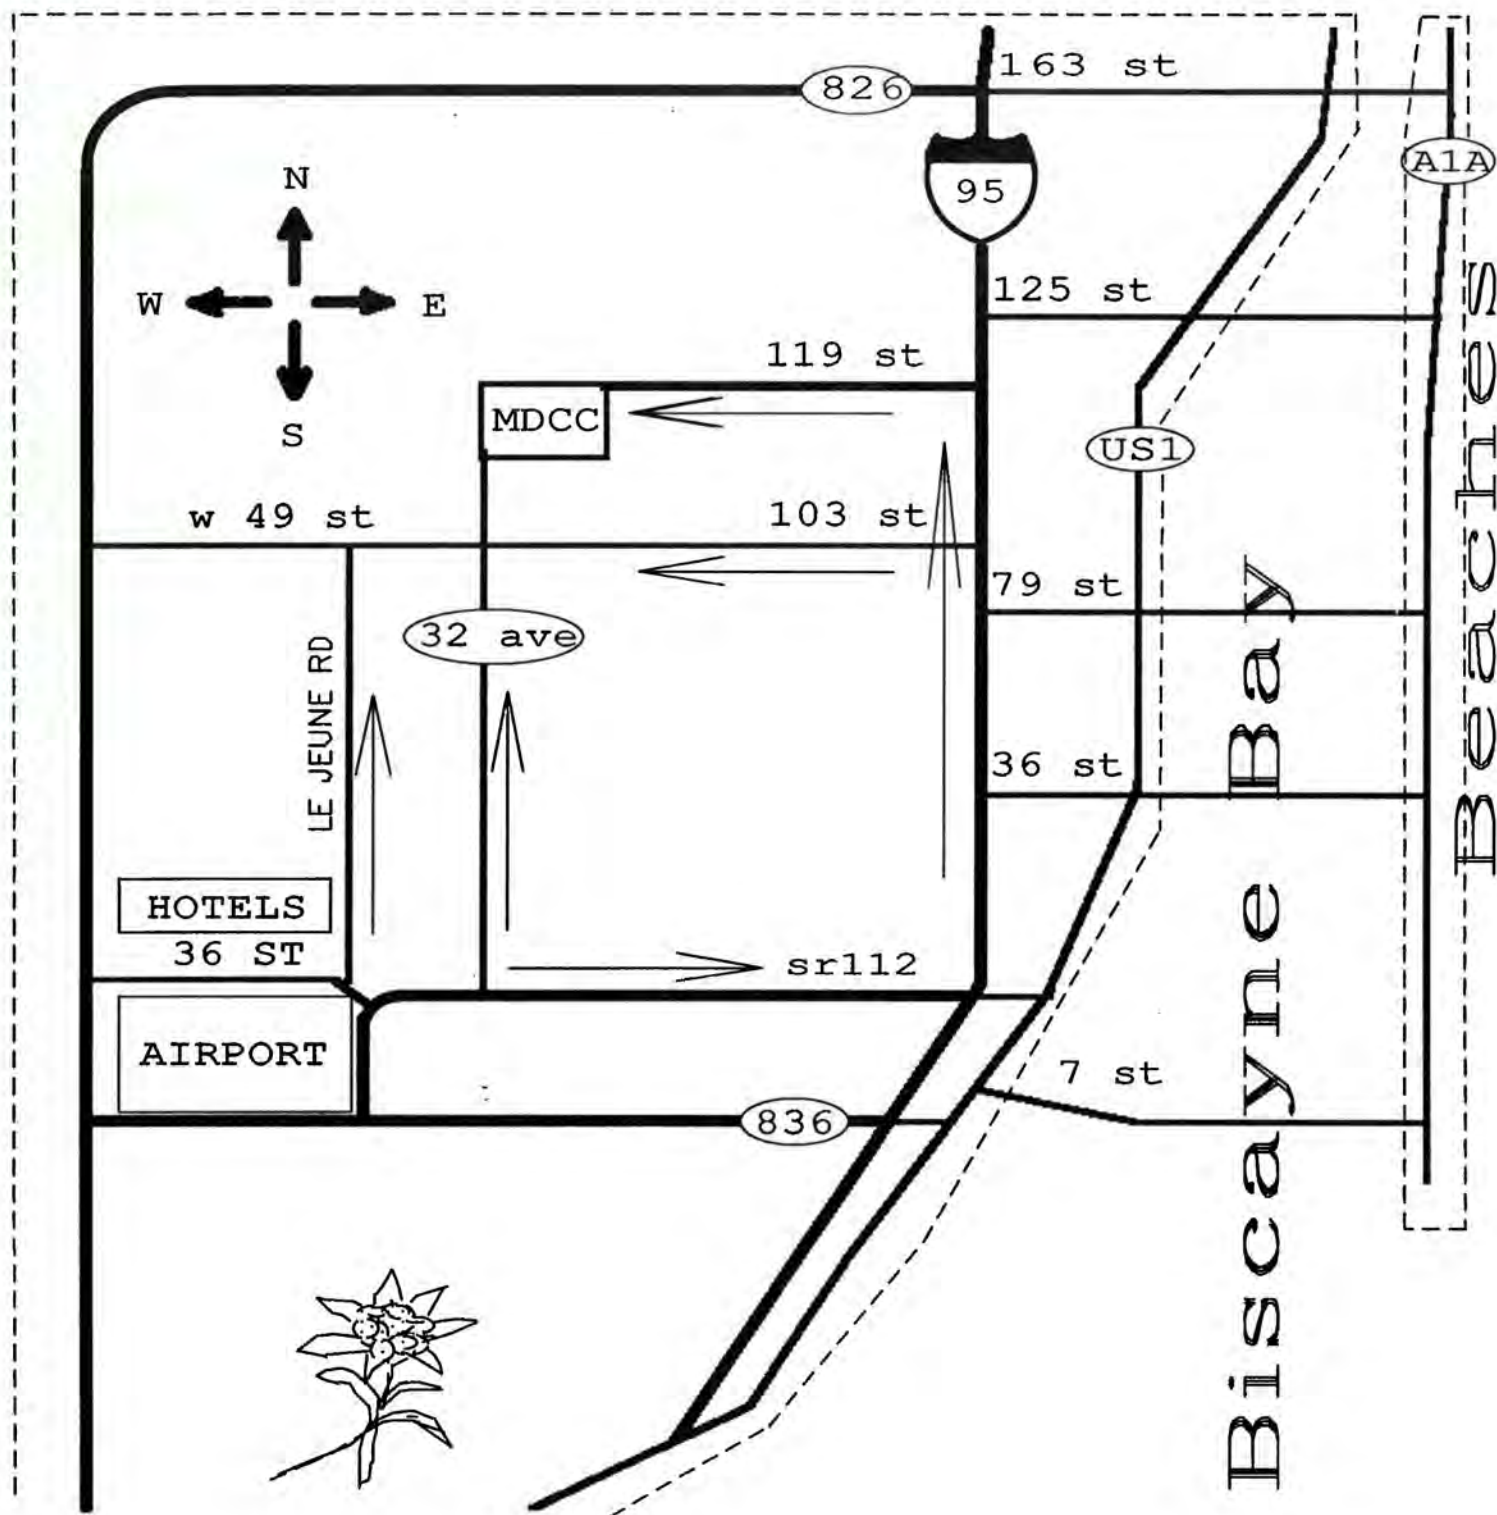 163 st
826
A1A
N
95
W
E
125 st
S
119 st
MDCC
US1
w 49 st
103 st
79 st
32 ave
LE JEUNE RD
36 st
HOTELS
36 ST
sr112
AIRPORT
7 st
836
Biscayne Bay
Beaches